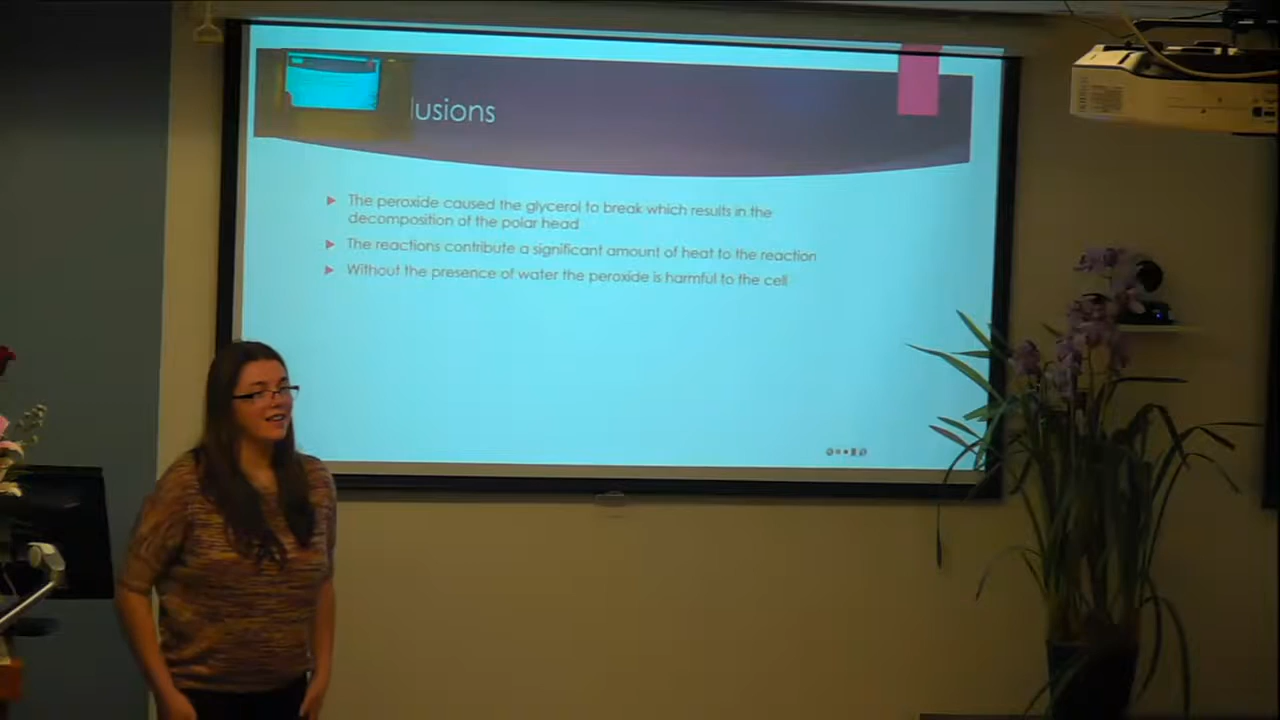 lusions
The peroxide caused the glycerol to break which results in the
decomposition of the polar head
The reactions contribute a significant amount of heat to the reaction
Without the presence of water the peroxide is harmful to the cell